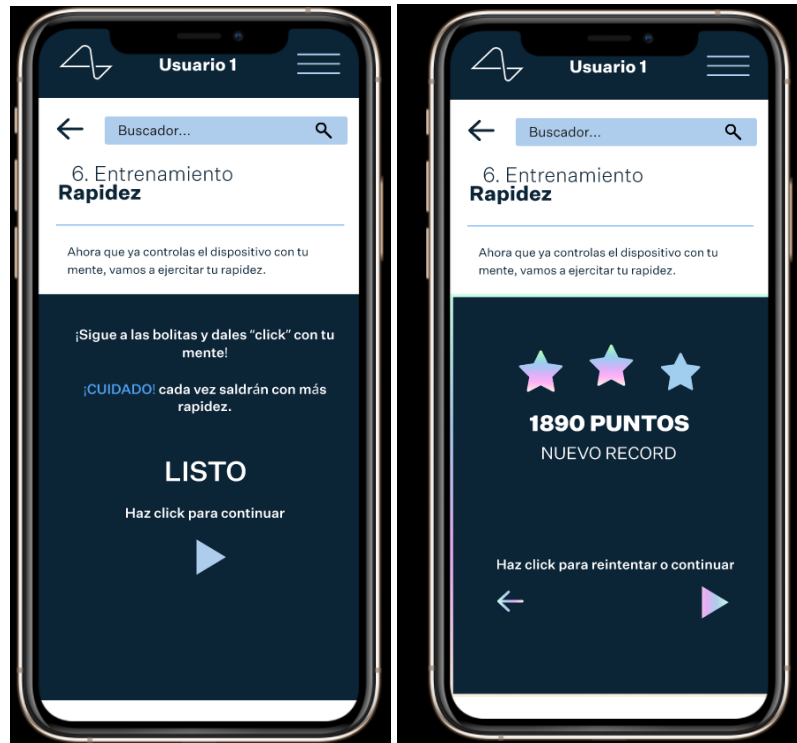 Usuario 1
Buscador...
6. Entrenamiento
Rapidez
Ahora que ya controlas el dispositivo con tu
mente, vamos a ejercitar tu rapidez.
¡Sigue a las bolitas y dales "click" con tu
mente!
¡CUIDADO! cada vez saldrán con más
rapidez.
LISTO
Haz click para continuar
Usuario 1
Buscador...
6. Entrenamiento
Rapidez
Ahora que ya controlas el dispositivo con tu
mente, vamos a ejercitar tu rapidez.
1890 PUNTOS
NUEVO RECORD
Haz click para reintentar o continuar